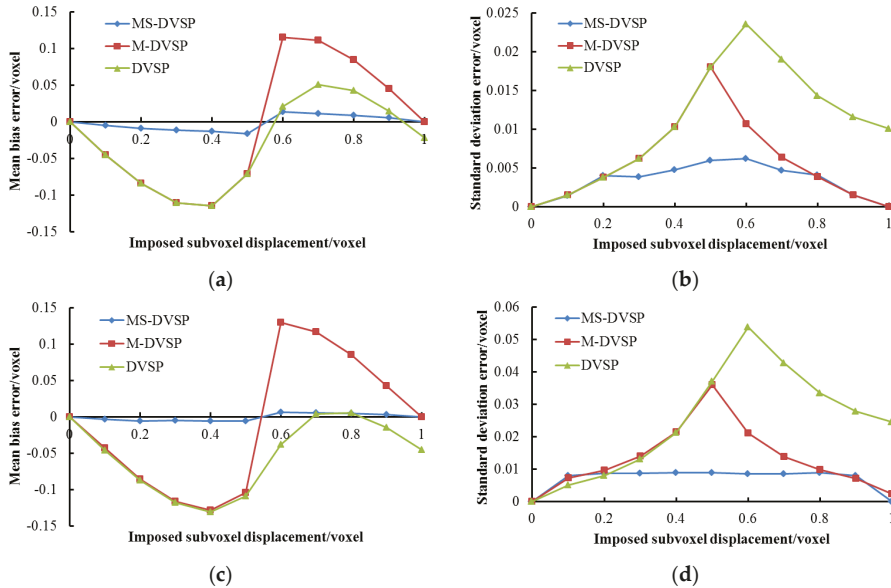 0.15
0.1
0.05
0
-0.05
-0.1
-0.15
Mean bias error/voxel
MS-DVSP
M-DVSP
DVSP
0 0.2 0.4 0.6 0.8 1
Imposed subvoxel displacement/voxel
(a)
0.025
0.02
0.015
0.01
0.005
0
Standard deviation error/voxel
MS-DVSP
M-DVSP
DVSP
0 0.2 0.4 0.6 0.8 1
Imposed subvoxel displacement/voxel
(b)
0.15
0.1
0.05
0
-0.05
-0.1
-0.15
Mean bias error/voxel
MS-DVSP
M-DVSP
DVSP
0 0.2 0.4 0.6 0.8 1
Imposed subvoxel displacement/voxel
(c)
0.06
0.05
0.04
0.03
0.02
0.01
0
Standard deviation error/voxel
MS-DVSP
M-DVSP
DVSP
0 0.2 0.4 0.6 0.8 1
Imposed subvoxel displacement/voxel
(d)